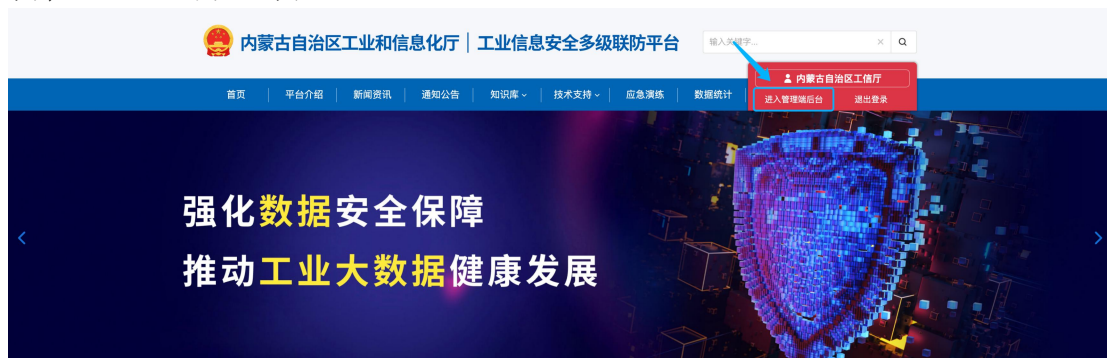 内蒙古自治区工业和信息化厅 | 工业信息安全多级联防平台
输入关键字...
内蒙古自治区工信厅
首页 平台介绍 新闻资讯 通知公告 知识库 技术支持 应急演练 数据统计
进入管理端后台 退出登录
强化数据安全保障
推动工业大数据健康发展